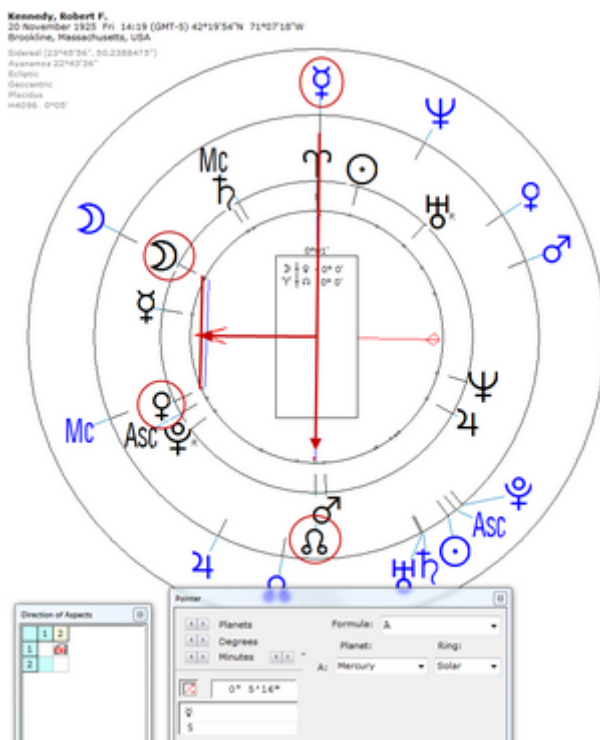 Kennedy, Robert F.
20 November 1925 Fri 14:19 (GMT-5) 42°19'54"N 71°07'18"W
Brookline, Massachusetts, USA
Sidereal (23°45'56", 50.2388475")
Ayanamsa 22°43'36"
Ecliptic
Geocentric
Placidus
H4096 0°05'
☿
♆
Mc
♄
♈
☉
♅ R
♀
☽
☽
♂
☿
♀
Mc
Asc
♇ R
♆
♃
♂
☊
♃
☊
♅
♄
☉
Asc
♇
Direction of Aspects
1 2
1
2
Pointer
Planets
Degrees
Minutes
Formula:
Planet:
Ring:
A: Mercury
Solar
0° 5'16"
☿
S